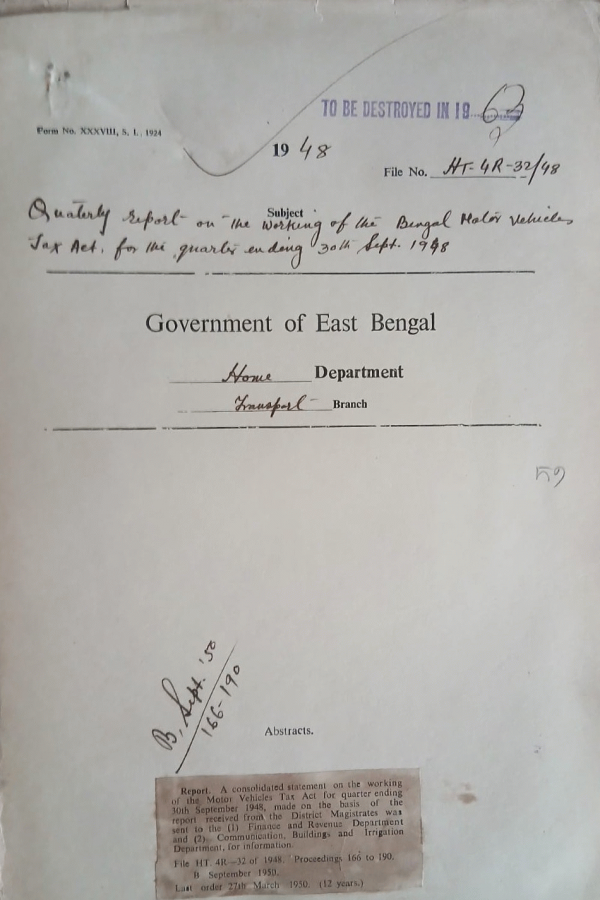 TO BE DESTROYED IN 19 63
Form No. XXXVIII, S. L. 1924
1948
File No. HT-4R-32/48
Subject
Quaterly report on the working of the Bengal Motor Vehicles
Tax Act, for the quarter ending 30th Sept. 1948
Government of East Bengal
Home Department
Transport Branch
B, Sept. '50
166-190
Abstracts.
Report. A consolidated statement on the working
of the Motor Vehicles Tax Act for quarter ending
30th September 1948, made on the basis of the
report received from the District Magistrates was
sent to the (1) Finance and Revenue Department
and (2) Communication, Buildings and Irrigation
Department, for information.
File HT. 4R—32 of 1948. Proceedings 166 to 190.
B September 1950.
Last order 27th March 1950. (12 years.)